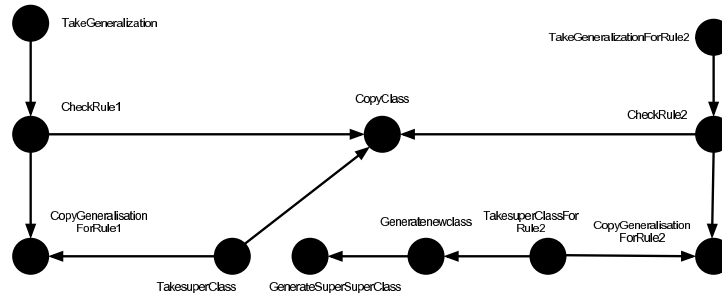 TakeGeneralization
TakeGeneralizationForRule2
CheckRule1
CopyClass
CheckRule2
CopyGeneralisation
ForRule1
Generatenewclass
TakesuperClassFor
Rule2
CopyGeneralisation
ForRule2
TakesuperClass
GenerateSuperSuperClass